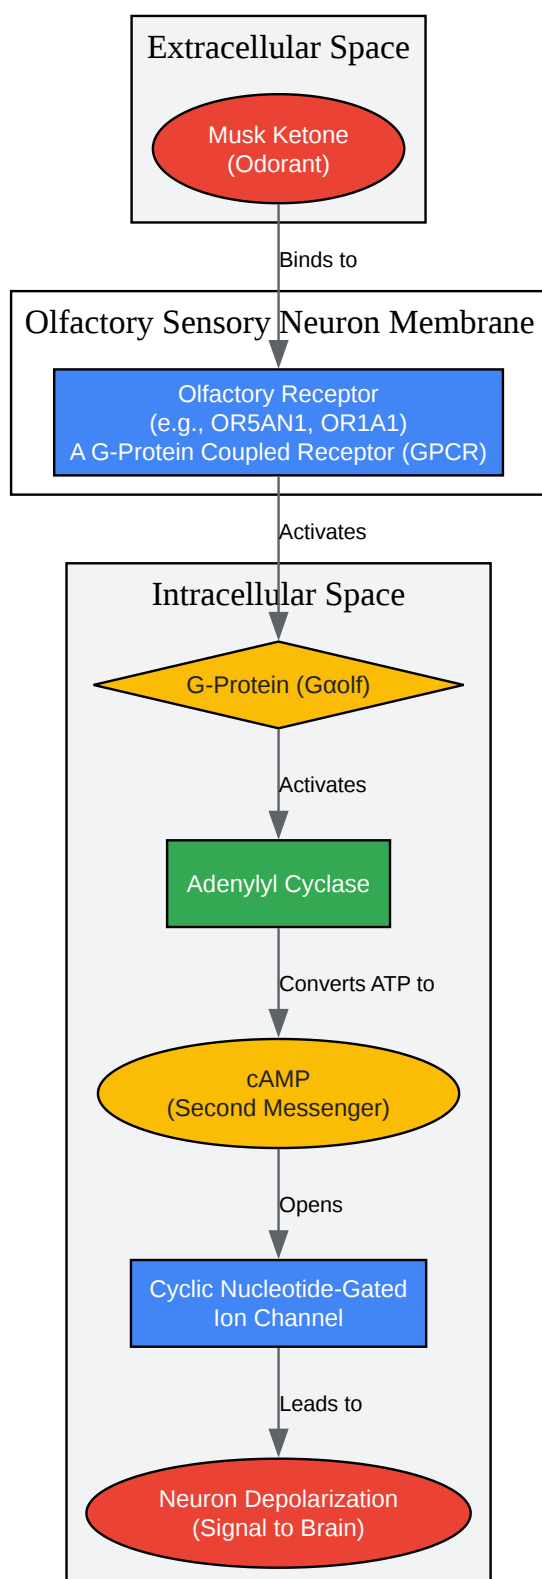 Extracellular Space
Musk Ketone
(Odorant)
Binds to
Olfactory Sensory Neuron Membrane
Olfactory Receptor
(e.g., OR5AN1, OR1A1)
A G-Protein Coupled Receptor (GPCR)
Activates
Intracellular Space
G-Protein (Gαolf)
Activates
Adenylyl Cyclase
Converts ATP to
cAMP
(Second Messenger)
Opens
Cyclic Nucleotide-Gated
Ion Channel
Leads to
Neuron Depolarization
(Signal to Brain)